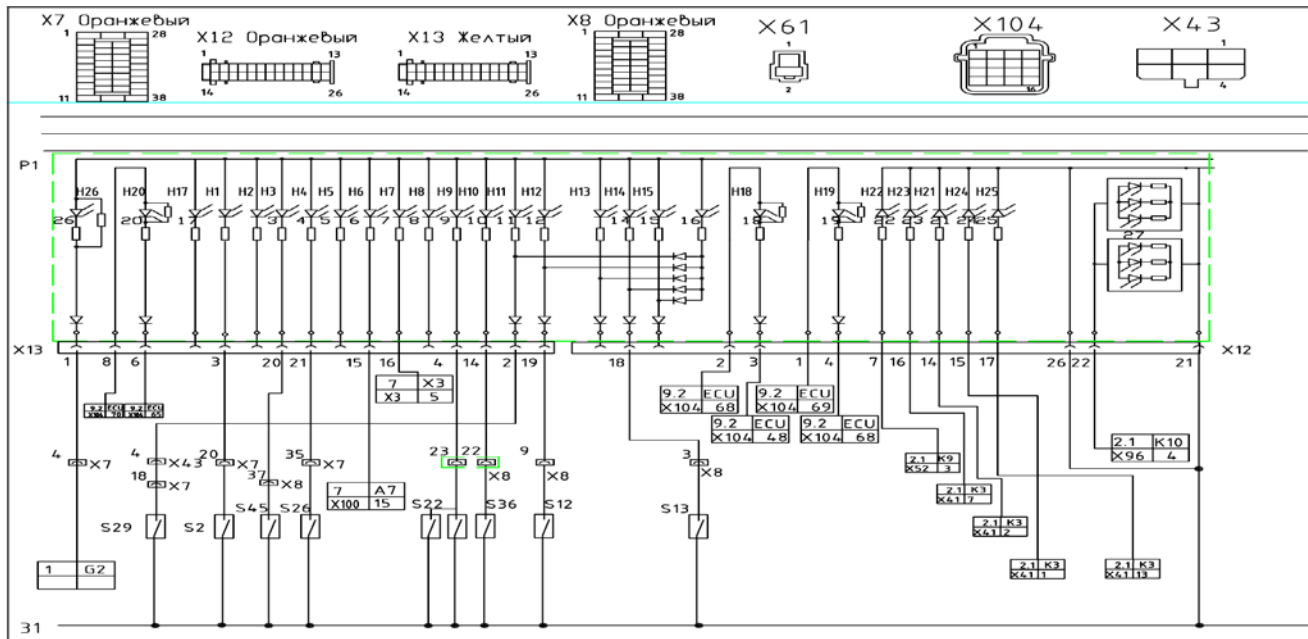 X7 Оранжевый
X12 Оранжевый
X13 Желтый
X8 Оранжевый
X61
X104
X43
1 28
11 38
1 13
14 26
1 13
14 26
1 28
11 38
1
2
1
16
1
4
P1
H26 H20 H17 H1 H2 H3 H4 H5 H6 H7 H8 H9 H10 H11 H12 H13 H14 H15 H18 H19 H22 H23 H21 H24 H25
26 20 17 3 4 5 6 7 8 9 10 11 12 13 14 15 16 18 19 22 23 21 24 25
27
X13 X12
1 8 6 3 20 21 15 16 4 14 2 19 18 2 3 1 4 7 16 14 15 17 26 22 21
7 X3
X3 5
9.2 ECU
X104 70
9.2 ECU
X104 65
9.2 ECU
X104 68
9.2 ECU
X104 69
9.2 ECU
X104 48
9.2 ECU
X104 68
2.1 K10
X96 4
4 X7
4 X43
18 X7
20 X7
37 X8
35 X7
23
22 X8
9 X8
3 X8
2.1 K9
X52 3
2.1 K3
X41 7
7 A7
X100 15
S29 S2 S45 S26 S22 S36 S12 S13
2.1 K3
X41 2
1 G2
2.1 K3
X41 1
2.1 K3
X41 13
31